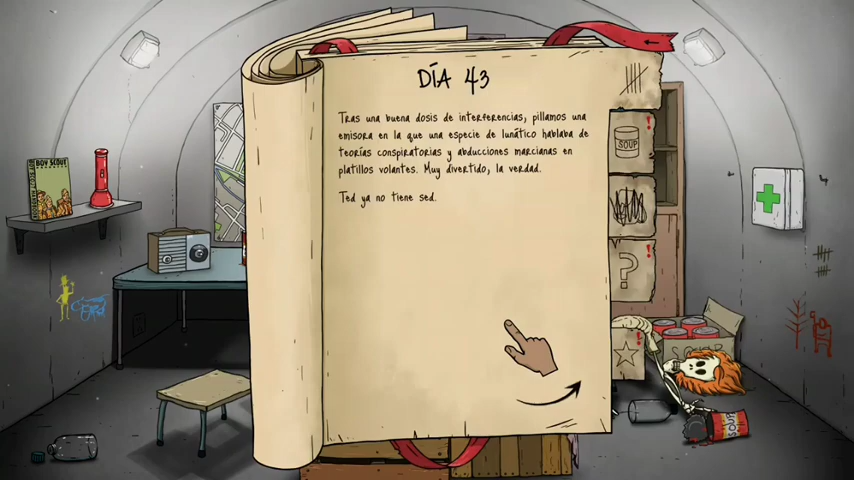 DÍA 43
Tras una buena dosis de interferencias, pillamos una
emisora en la que una especie de lunático hablaba de
teorías conspiratorias y abducciones marcianas en
platillos volantes. Muy divertido, la verdad.
Ted ya no tiene sed.
SOUP
!
?
!
!
BOY SCOUT
SOUP